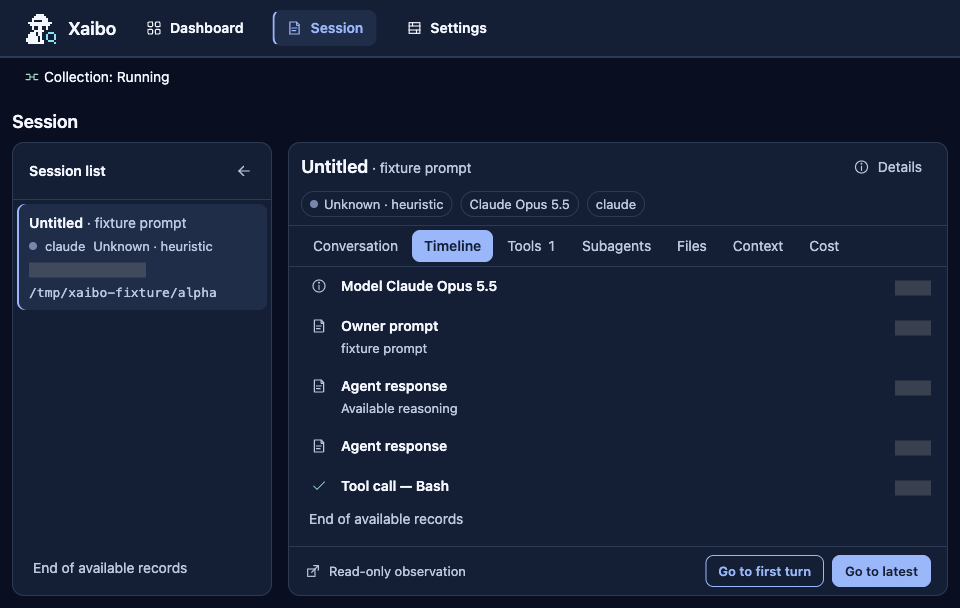 Xaibo
Dashboard
Session
Settings
Collection: Running
Session
Session list
Untitled · fixture prompt
claude Unknown · heuristic
/tmp/xaibo-fixture/alpha
End of available records
Untitled · fixture prompt
Details
Unknown · heuristic
Claude Opus 5.5
claude
Conversation
Timeline
Tools 1
Subagents
Files
Context
Cost
Model Claude Opus 5.5
Owner prompt
fixture prompt
Agent response
Available reasoning
Agent response
Tool call — Bash
End of available records
Read-only observation
Go to first turn
Go to latest